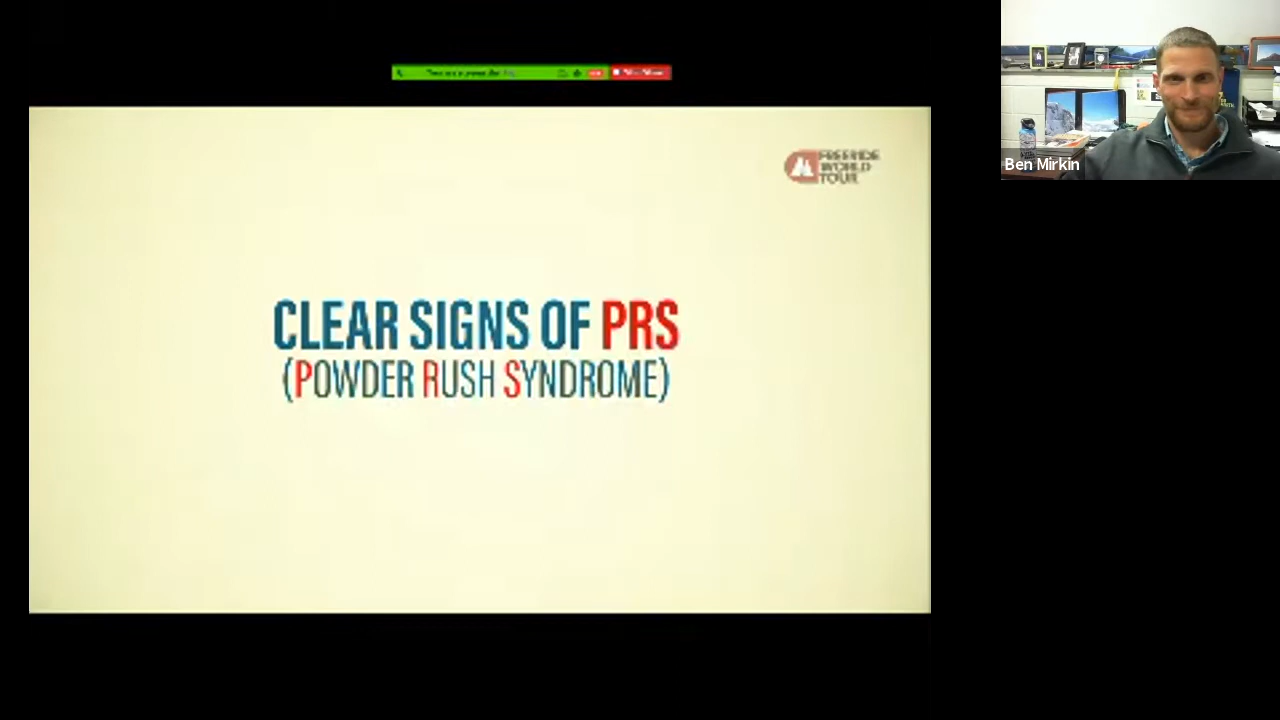 FREERIDE
WORLD
TOUR
CLEAR SIGNS OF PRS
(POWDER RUSH SYNDROME)
Ben Mirkin